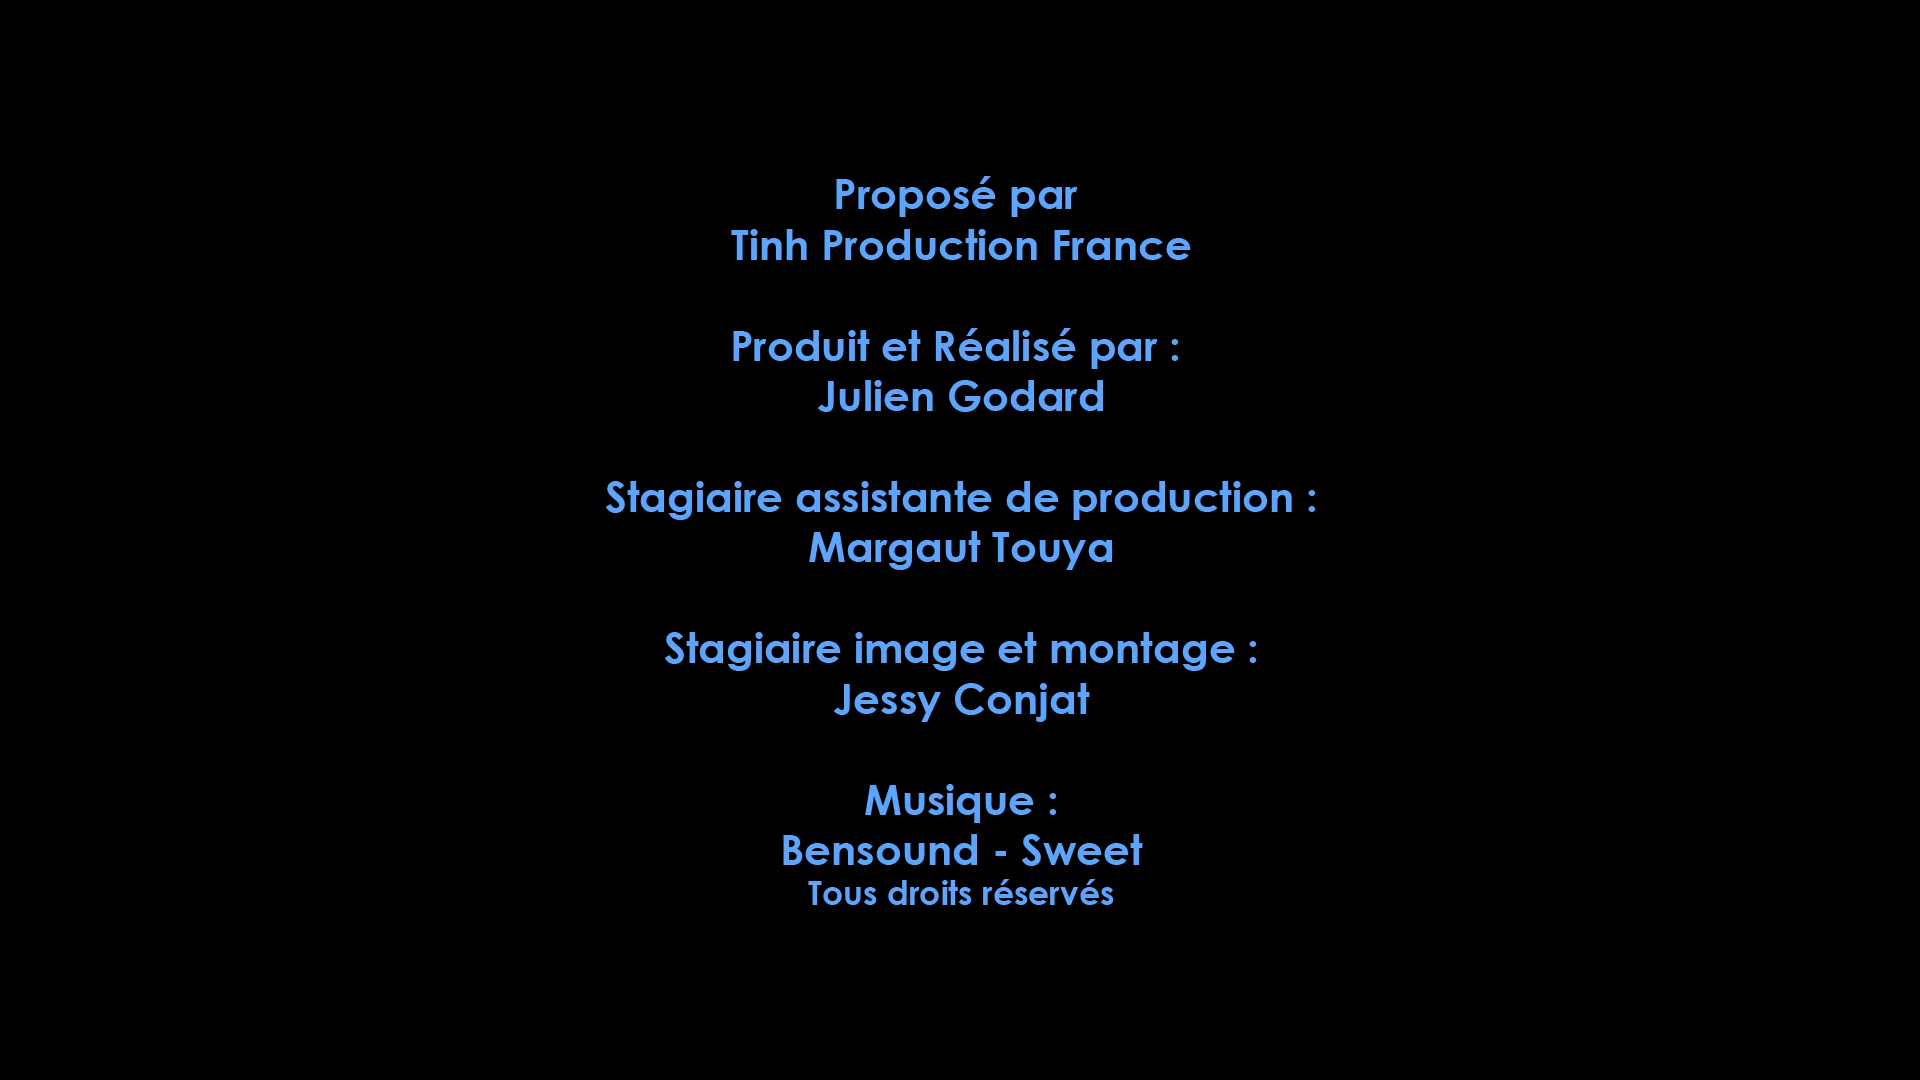 Proposé par
Tinh Production France
Produit et Réalisé par :
Julien Godard
Stagiaire assistante de production :
Margaut Touya
Stagiaire image et montage :
Jessy Conjat
Musique :
Bensound - Sweet
Tous droits réservés